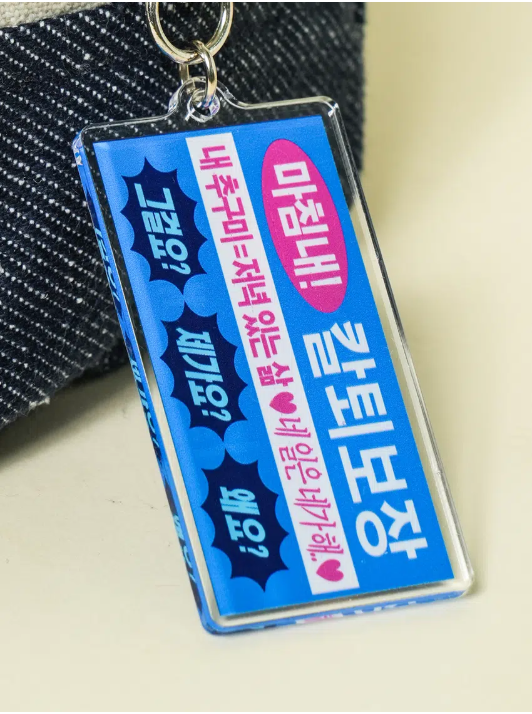 마침내! 칼퇴보장
내 추구미=저녁 있는 삶♥네 일은 네가 해..♥
그걸요? 제가요? 왜요?